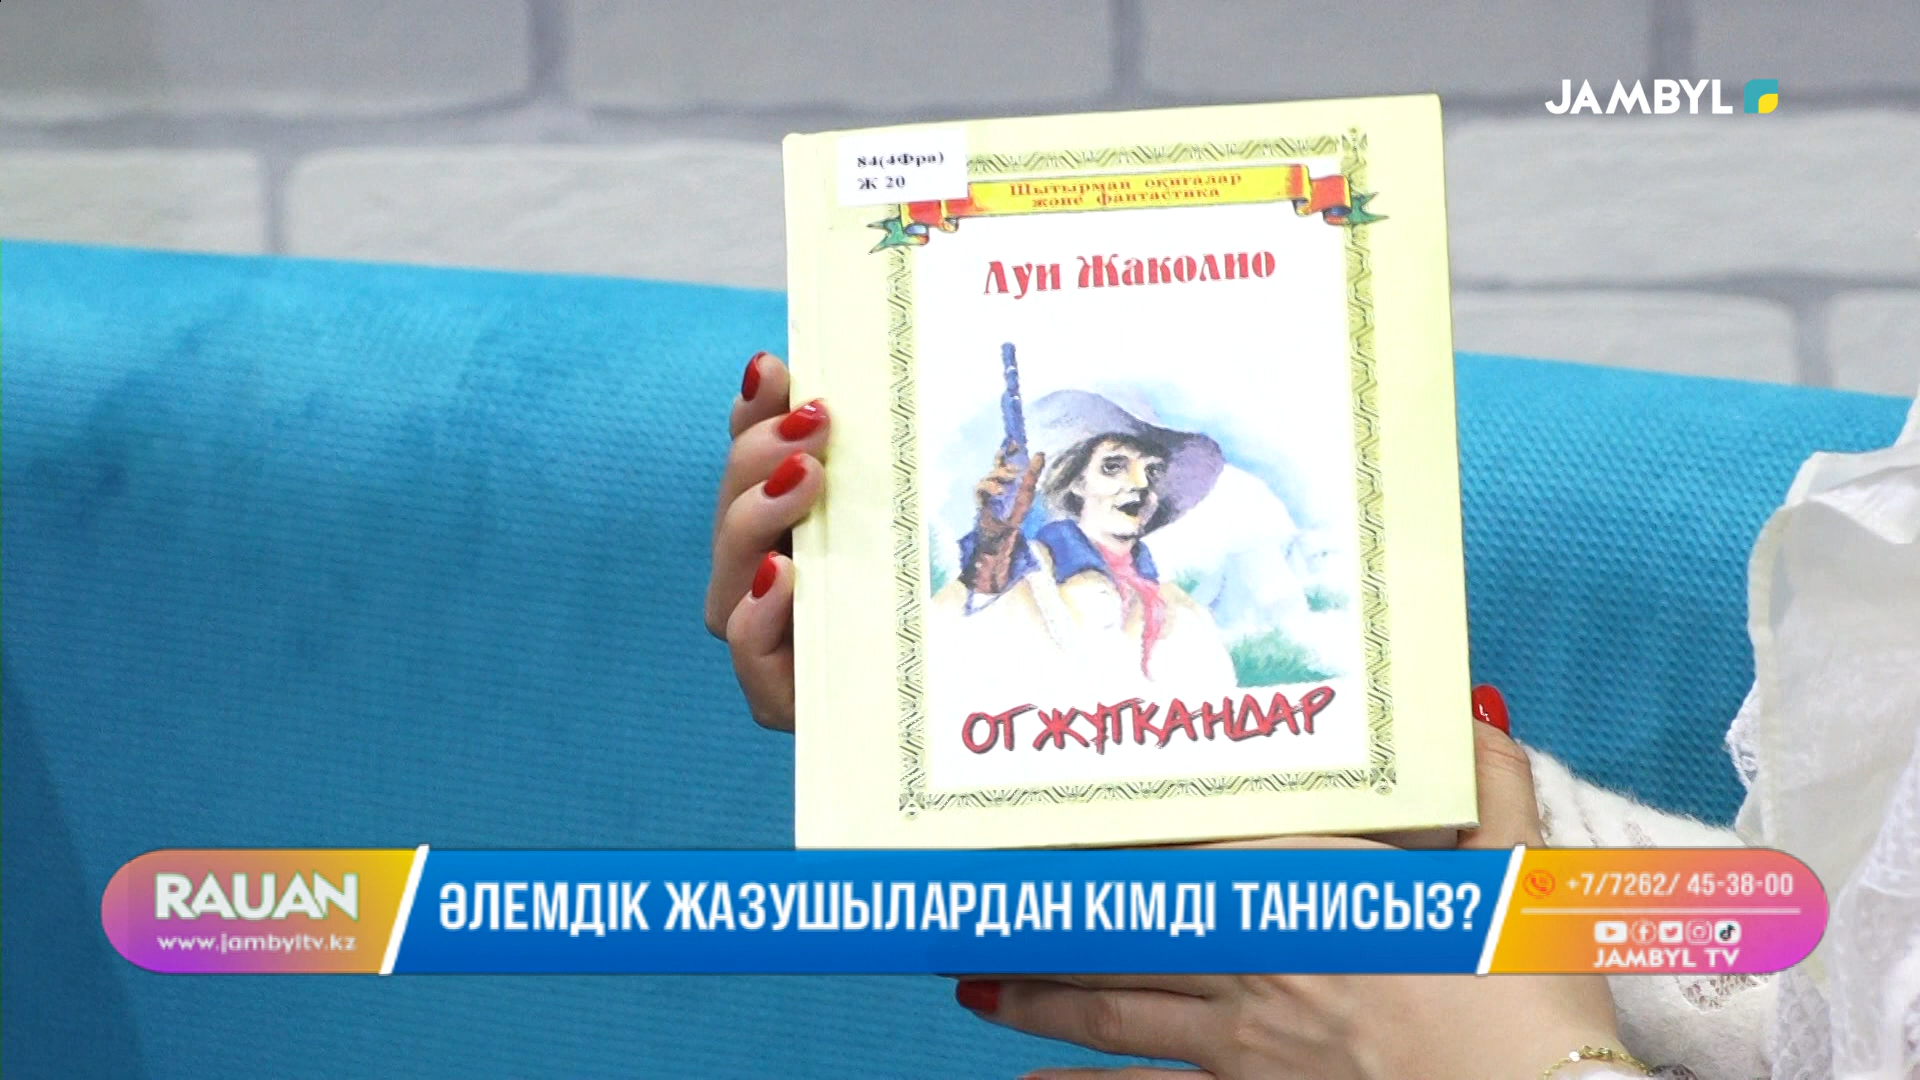 JAMBYL
84(4Фра)
Ж 20
Шытырман оқиғалар
және фантастика
Луи Жаколио
ОТ ЖҰТҚАНДАР
RAUAN
www.jambyltv.kz
ӘЛЕМДІК ЖАЗУШЫЛАРДАН КІМДІ ТАНИСЫЗ?
+7/7262/ 45-38-00
JAMBYL TV